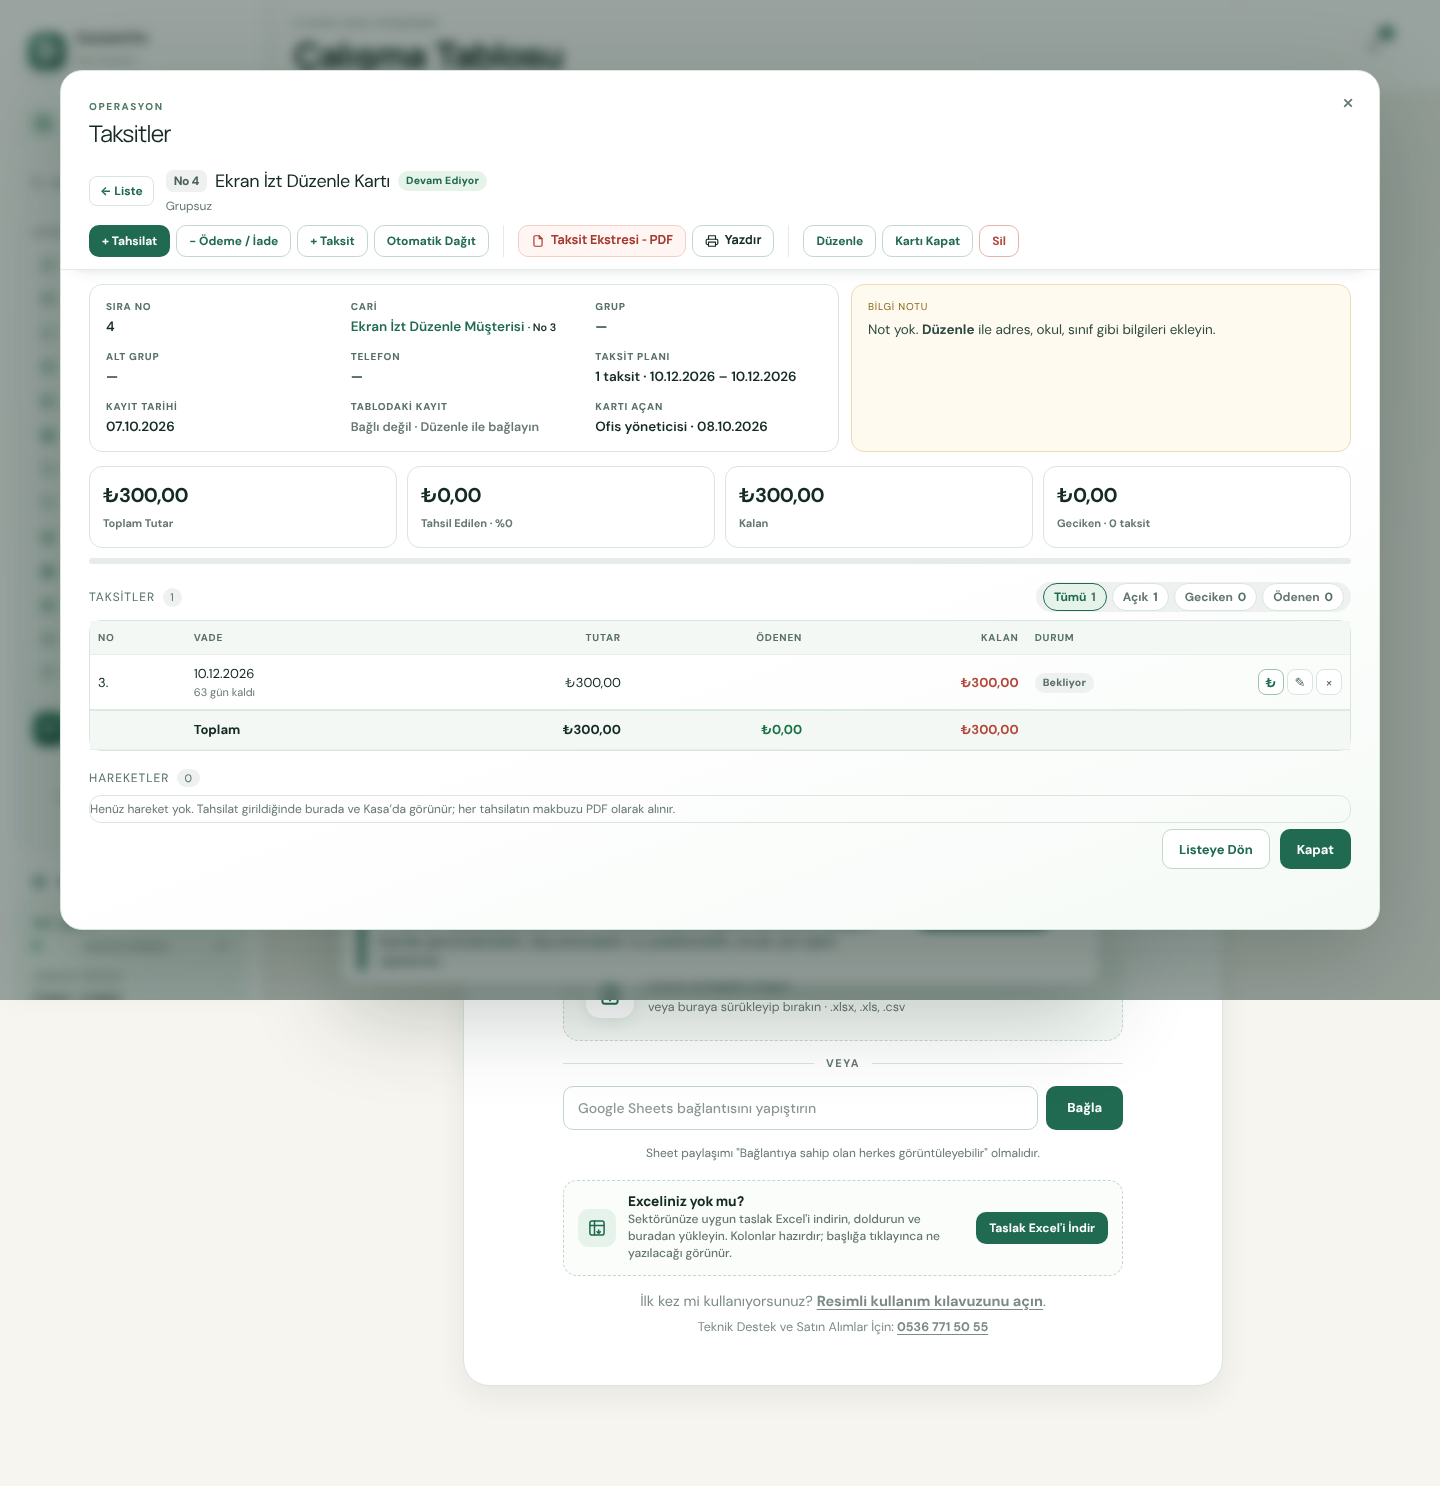 Çalışma Tablosu
OPERASYON
×
Taksitler
← Liste
No 4 Ekran İzt Düzenle Kartı Devam Ediyor
Grupsuz
+ Tahsilat
− Ödeme / İade
+ Taksit
Otomatik Dağıt
Taksit Ekstresi - PDF
Yazdır
Düzenle
Kartı Kapat
Sil
SIRA NO
4
CARİ
Ekran İzt Düzenle Müşterisi · No 3
GRUP
—
ALT GRUP
—
TELEFON
—
TAKSİT PLANI
1 taksit · 10.12.2026 – 10.12.2026
KAYIT TARİHİ
07.10.2026
TABLODAKİ KAYIT
Bağlı değil · Düzenle ile bağlayın
KARTI AÇAN
Ofis yöneticisi · 08.10.2026
BİLGİ NOTU
Not yok. Düzenle ile adres, okul, sınıf gibi bilgileri ekleyin.
₺300,00
Toplam Tutar
₺0,00
Tahsil Edilen · %0
₺300,00
Kalan
₺0,00
Geciken · 0 taksit
TAKSİTLER 1
Tümü 1
Açık 1
Geciken 0
Ödenen 0
NO VADE TUTAR ÖDENEN KALAN DURUM
3. 10.12.2026 ₺300,00 ₺300,00 Bekliyor ₺ ✎ ×
63 gün kaldı
Toplam ₺300,00 ₺0,00 ₺300,00
HAREKETLER 0
Henüz hareket yok. Tahsilat girildiğinde burada ve Kasa'da görünür; her tahsilatın makbuzu PDF olarak alınır.
Listeye Dön
Kapat
veya buraya sürükleyip bırakın · .xlsx, .xls, .csv
VEYA
Google Sheets bağlantısını yapıştırın
Bağla
Sheet paylaşımı "Bağlantıya sahip olan herkes görüntüleyebilir" olmalıdır.
Exceliniz yok mu?
Sektörünüze uygun taslak Excel'i indirin, doldurun ve
buradan yükleyin. Kolonlar hazırdır; başlığa tıklayınca ne
yazılacağı görünür.
Taslak Excel'i İndir
İlk kez mi kullanıyorsunuz? Resimli kullanım kılavuzunu açın.
Teknik Destek ve Satın Alımlar İçin: 0536 771 50 55